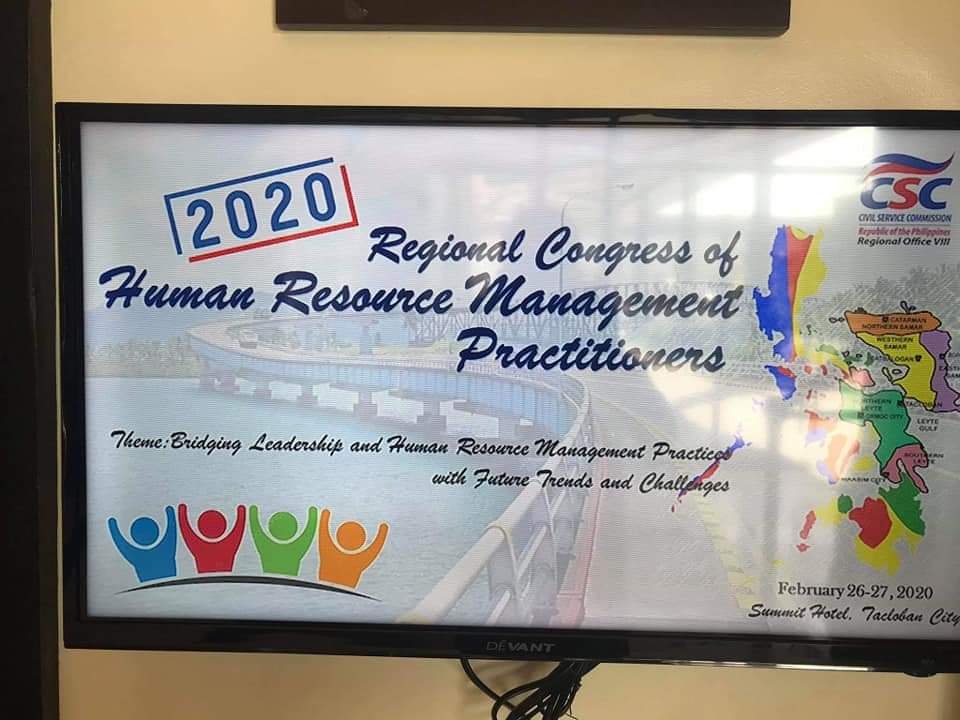 2020
Regional Congress of
Human Resource Management
Practitioners
Theme:Bridging Leadership and Human Resource Management Practices
with Future Trends and Challenges
CSC
CIVIL SERVICE COMMISSION
Republic of the Philippines
Regional Office VIII
CATARMAN
NORTHERN SAMAR
WESTERN
SAMAR
TACLOBAN
ORMOC CITY
LEYTE
GULF
SOUTHERN
LEYTE
MAASIM CITY
February 26-27, 2020
Summit Hotel, Tacloban City
DEVANT